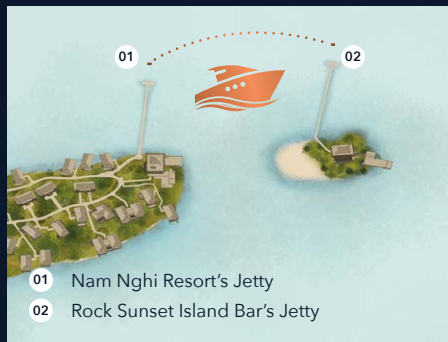 01
02
01 Nam Nghi Resort's Jetty
02 Rock Sunset Island Bar's Jetty